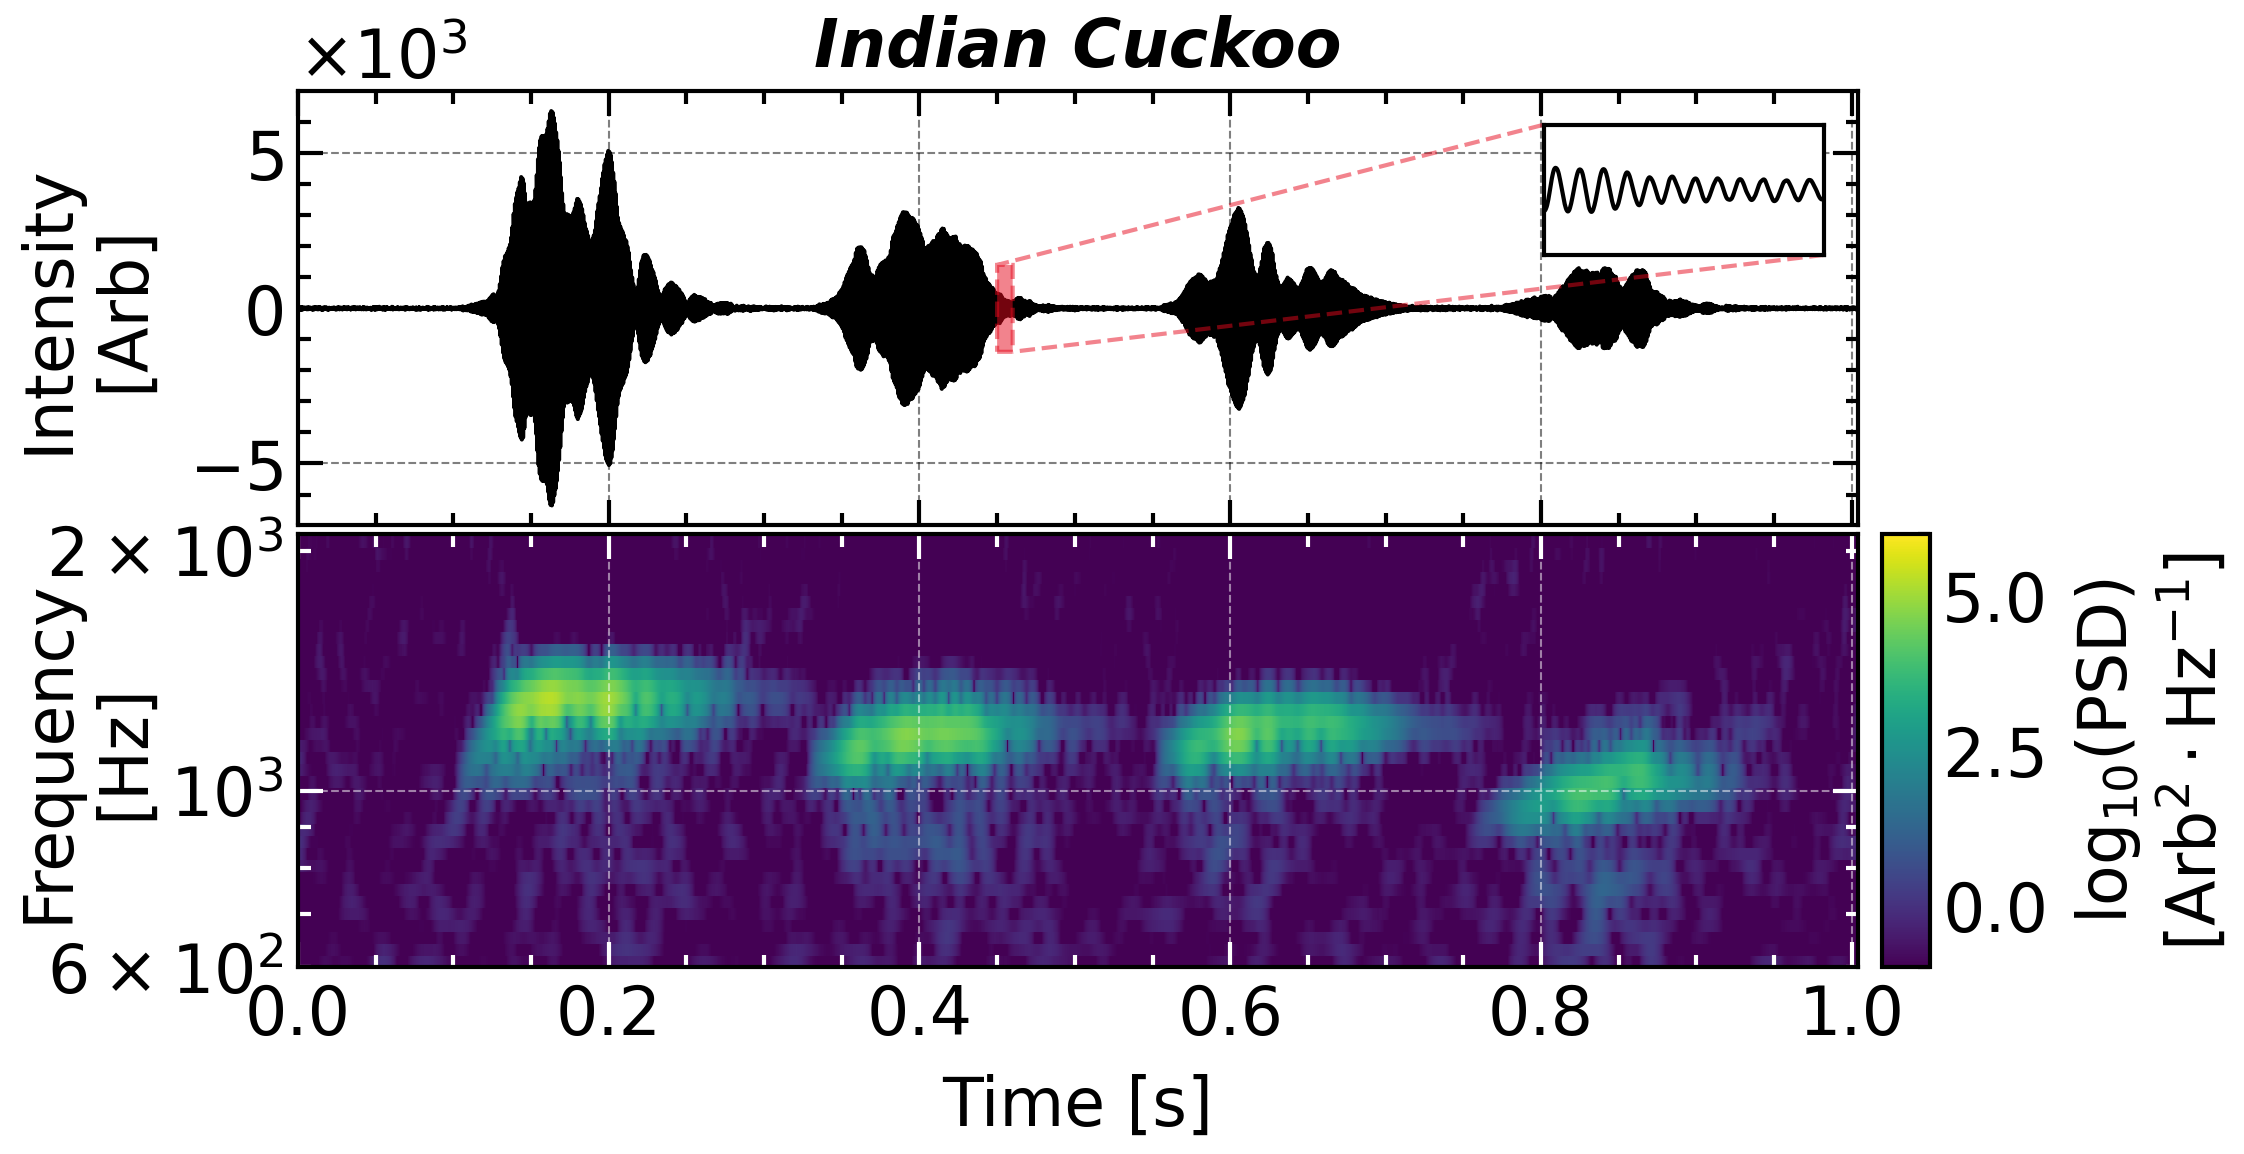 Indian Cuckoo
×10³
Intensity
[Arb]
5
0
−5
Frequency
[Hz]
2 × 10³
10³
6 × 10²
0.0 0.2 0.4 0.6 0.8 1.0
Time [s]
5.0
2.5
0.0
log₁₀(PSD)
[Arb² · Hz⁻¹]